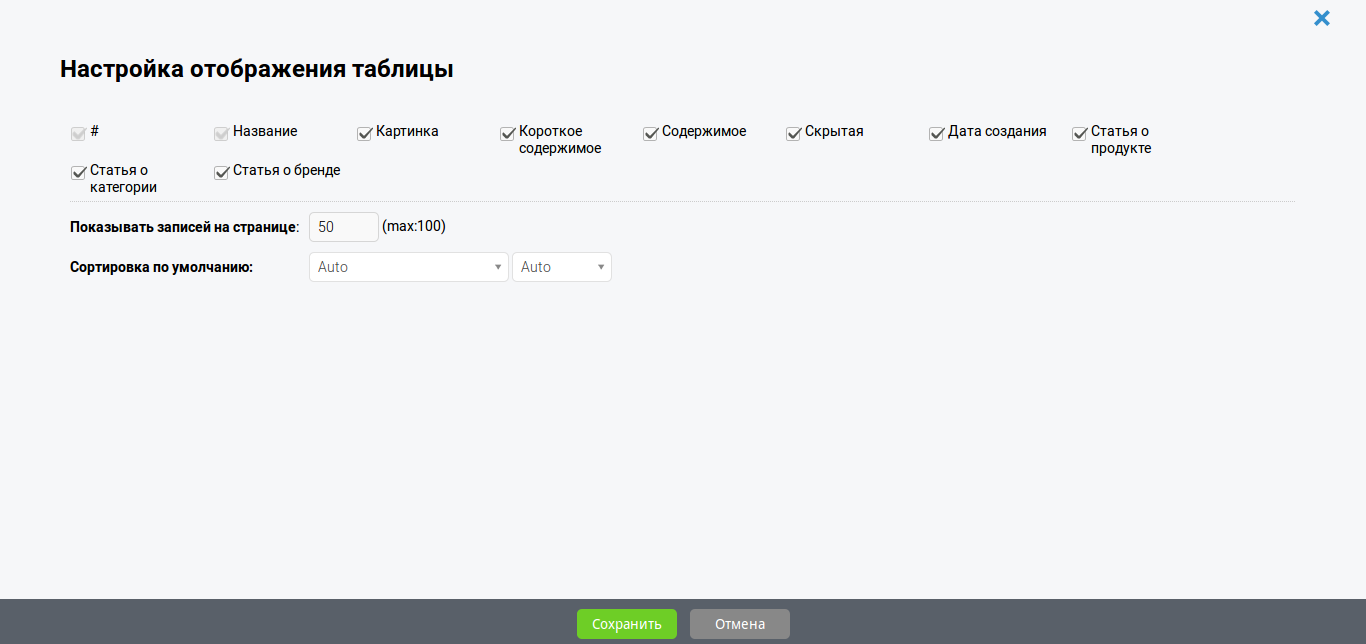 Настройка отображения таблицы
# Название Картинка Короткое содержимое Содержимое Скрытая Дата создания Статья о продукте
Статья о категории Статья о бренде
Показывать записей на странице: 50 (max:100)
Сортировка по умолчанию: Auto Auto
Сохранить Отмена